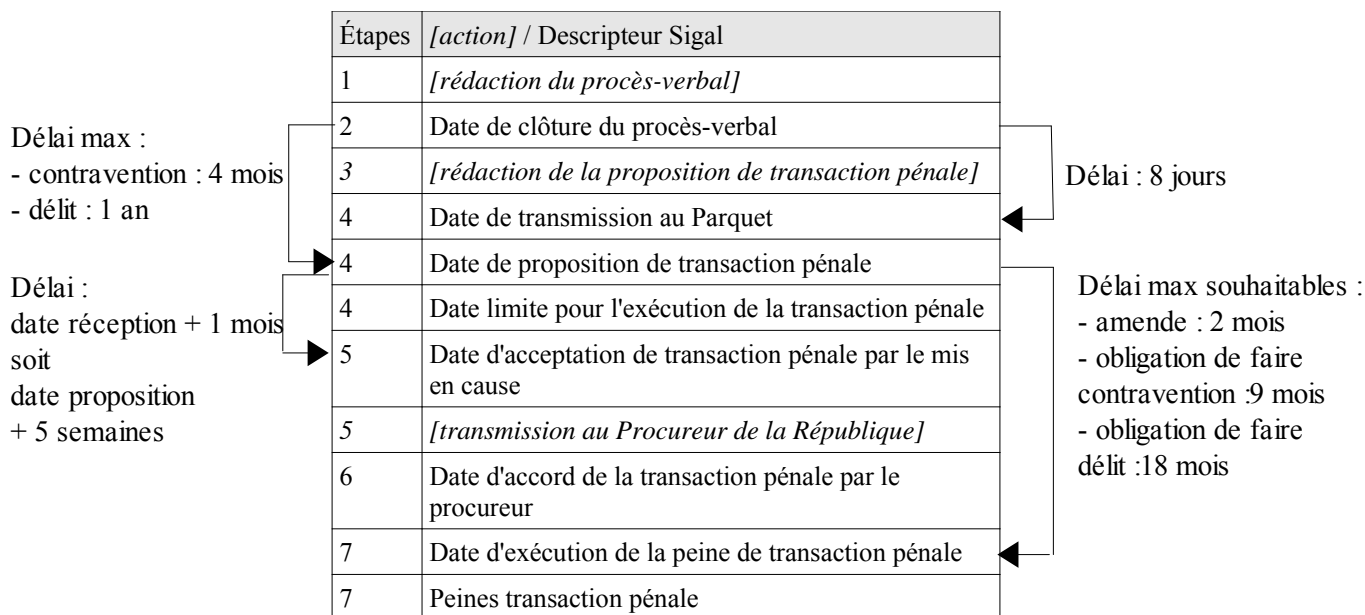 Étapes [action] / Descripteur Sigal
1 [rédaction du procès-verbal]
2 Date de clôture du procès-verbal
3 [rédaction de la proposition de transaction pénale]
4 Date de transmission au Parquet
4 Date de proposition de transaction pénale
4 Date limite pour l'exécution de la transaction pénale
5 Date d'acceptation de transaction pénale par le mis
en cause
5 [transmission au Procureur de la République]
6 Date d'accord de la transaction pénale par le
procureur
7 Date d'exécution de la peine de transaction pénale
7 Peines transaction pénale
Délai max :
- contravention : 4 mois
- délit : 1 an
Délai :
date réception + 1 mois
soit
date proposition
+ 5 semaines
Délai : 8 jours
Délai max souhaitables :
- amende : 2 mois
- obligation de faire
contravention :9 mois
- obligation de faire
délit :18 mois